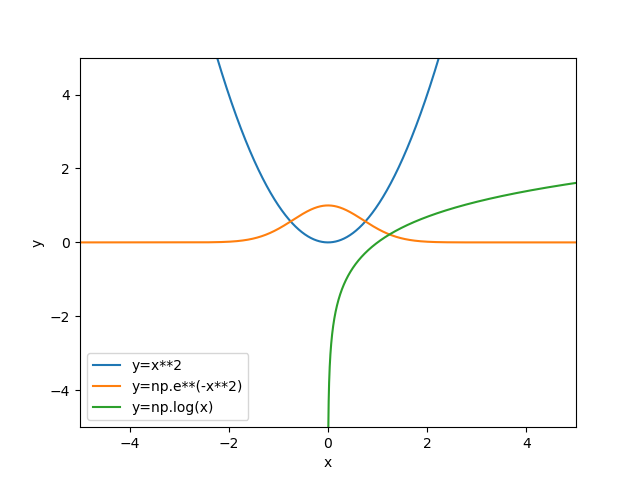 4
2
0
−2
−4
y
y=x**2
y=np.e**(-x**2)
y=np.log(x)
−4 −2 0 2 4
x